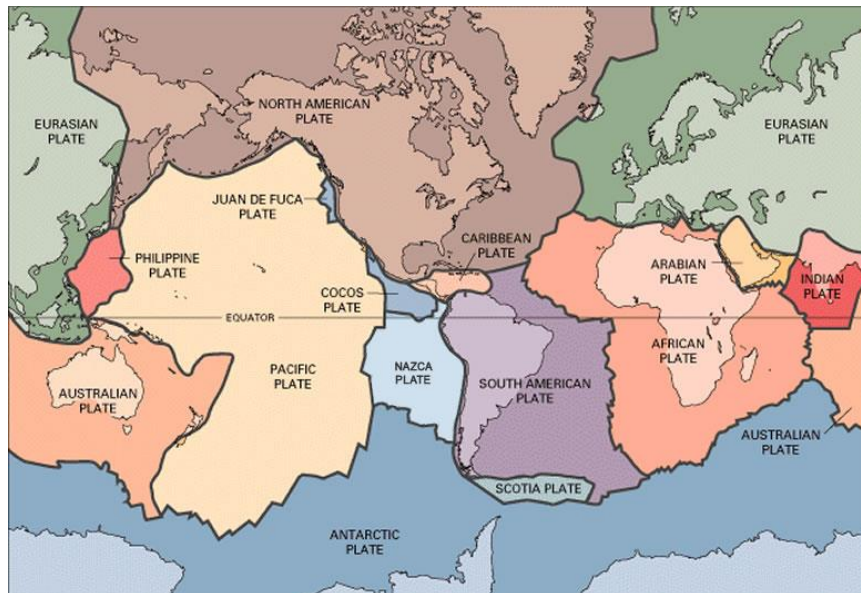 NORTH AMERICAN
PLATE
EURASIAN
PLATE
EURASIAN
PLATE
JUAN DE FUCA
PLATE
CARIBBEAN
PLATE
PHILIPPINE
PLATE
ARABIAN
PLATE
INDIAN
PLATE
COCOS
PLATE
EQUATOR
AFRICAN
PLATE
NAZCA
PLATE
PACIFIC
PLATE
SOUTH AMERICAN
PLATE
AUSTRALIAN
PLATE
AUSTRALIAN
PLATE
SCOTIA PLATE
ANTARCTIC
PLATE